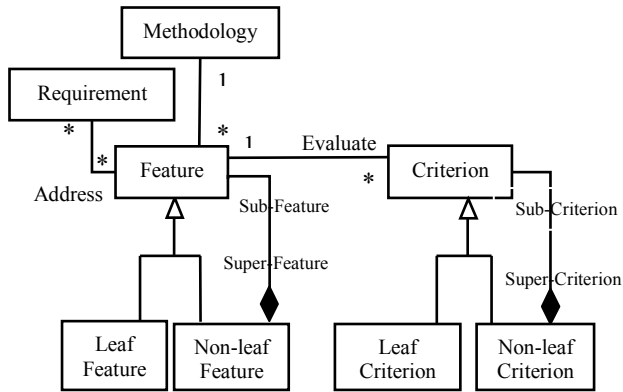 Methodology
1
Requirement
*
*
*
1
Evaluate
Feature
Criterion
*
Address
Sub-Feature
Sub-Criterion
Super-Feature
Super-Criterion
Leaf
Feature
Non-leaf
Feature
Leaf
Criterion
Non-leaf
Criterion